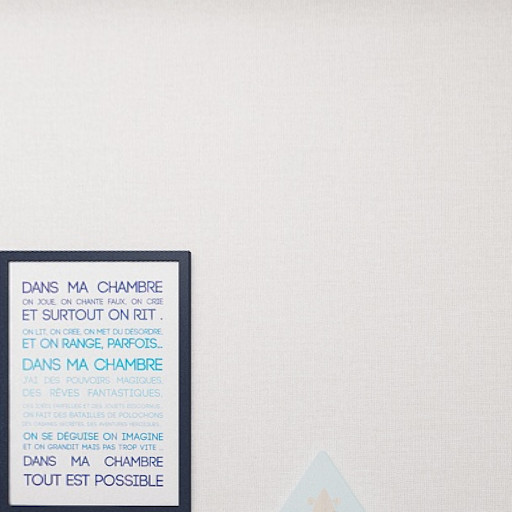 DANS MA CHAMBRE
ON JOUE, ON CHANTE FAUX, ON CRIE
ET SURTOUT ON RIT .
ON LIT, ON CRÉE, ON MET DU DÉSORDRE,
ET ON RANGE, PARFOIS...
DANS MA CHAMBRE
J'AI DES POUVOIRS MAGIQUES,
DES RÊVES FANTASTIQUES,
ON FAIT DES BATAILLES DE POLOCHONS
ON SE DÉGUISE ON IMAGINE
ET ON GRANDIT MAIS PAS TROP VITE ...
DANS MA CHAMBRE
TOUT EST POSSIBLE